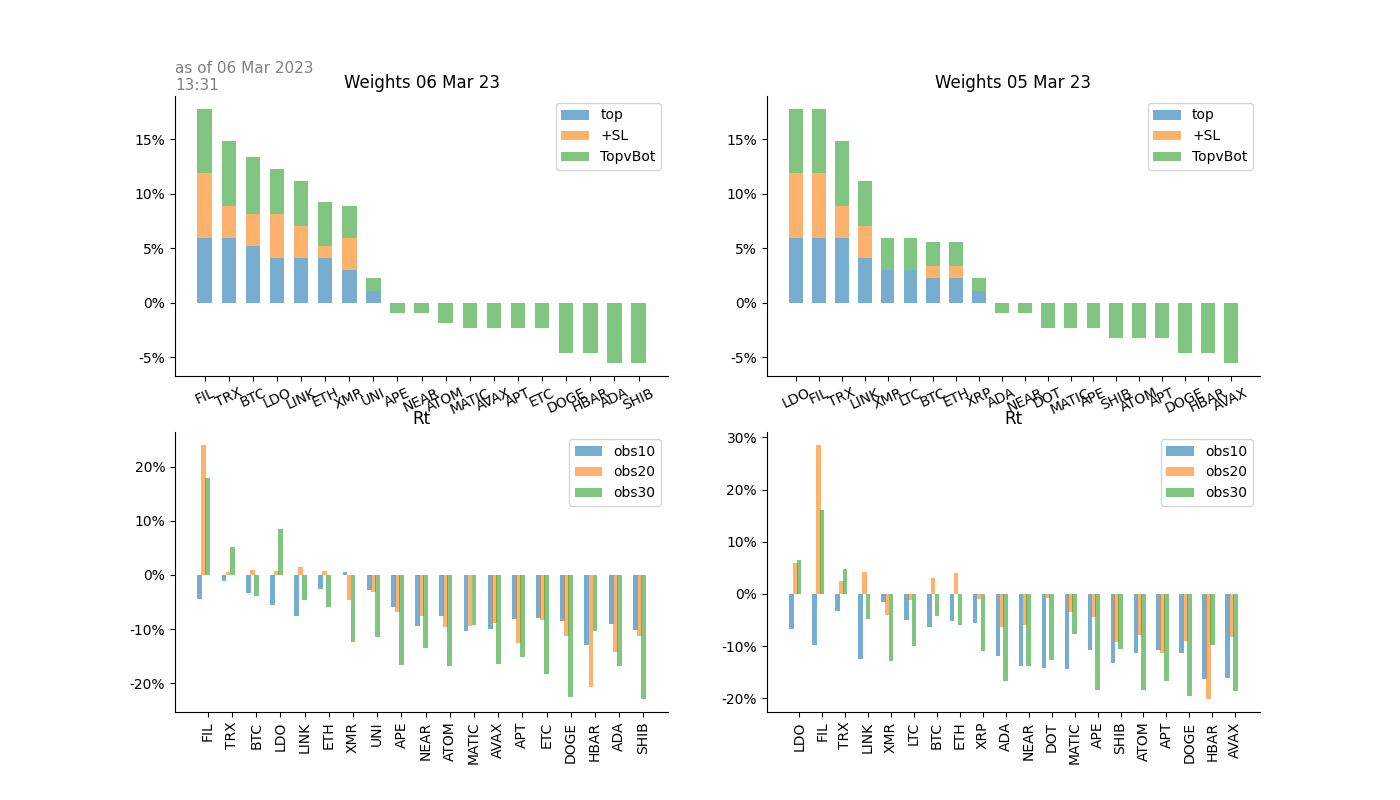 as of 06 Mar 2023
13:31
Weights 06 Mar 23
top
+SL
TopvBot
15%
10%
5%
0%
-5%
FIL TRX BTC LDO LINK ETH XMR UNI APE NEAR ATOM MATIC AVAX APT ETC DOGE HBAR ADA SHIB
Weights 05 Mar 23
top
+SL
TopvBot
15%
10%
5%
0%
-5%
LDO FIL TRX LINK XMR LTC BTC ETH XRP ADA NEAR DOT MATIC APE SHIB ATOM APT DOGE HBAR AVAX
Rt
obs10
obs20
obs30
20%
10%
0%
-10%
-20%
FIL TRX BTC LDO LINK ETH XMR UNI APE NEAR ATOM MATIC AVAX APT ETC DOGE HBAR ADA SHIB
Rt
obs10
obs20
obs30
30%
20%
10%
0%
-10%
-20%
LDO FIL TRX LINK XMR LTC BTC ETH XRP ADA NEAR DOT MATIC APE SHIB ATOM APT DOGE HBAR AVAX